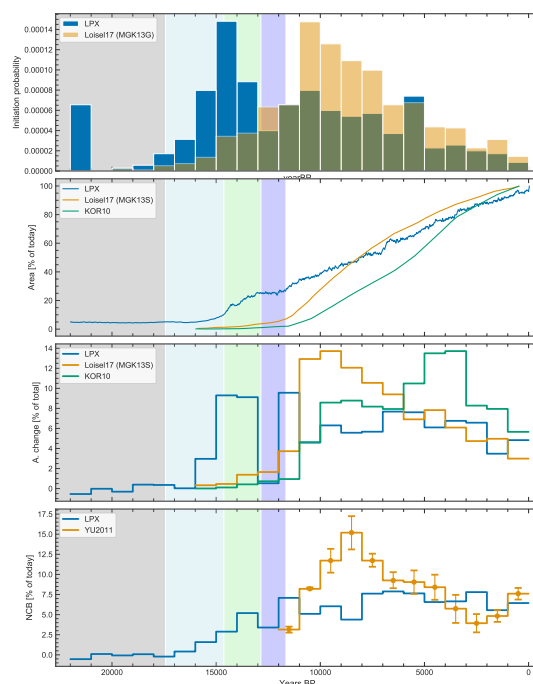 0.00014
0.00012
0.00010
0.00008
0.00006
0.00004
0.00002
0.00000
Initiation probability
LPX
Loisel17 (MGK13G)
100
80
60
40
20
0
Area [% of today]
LPX
Loisel17 (MGK13S)
KOR10
14
12
10
8
6
4
2
0
A. change [% of total]
LPX
Loisel17 (MGK13S)
KOR10
17.5
15.0
12.5
10.0
7.5
5.0
2.5
0.0
NCB [% of today]
LPX
YU2011
20000
15000
10000
5000
0